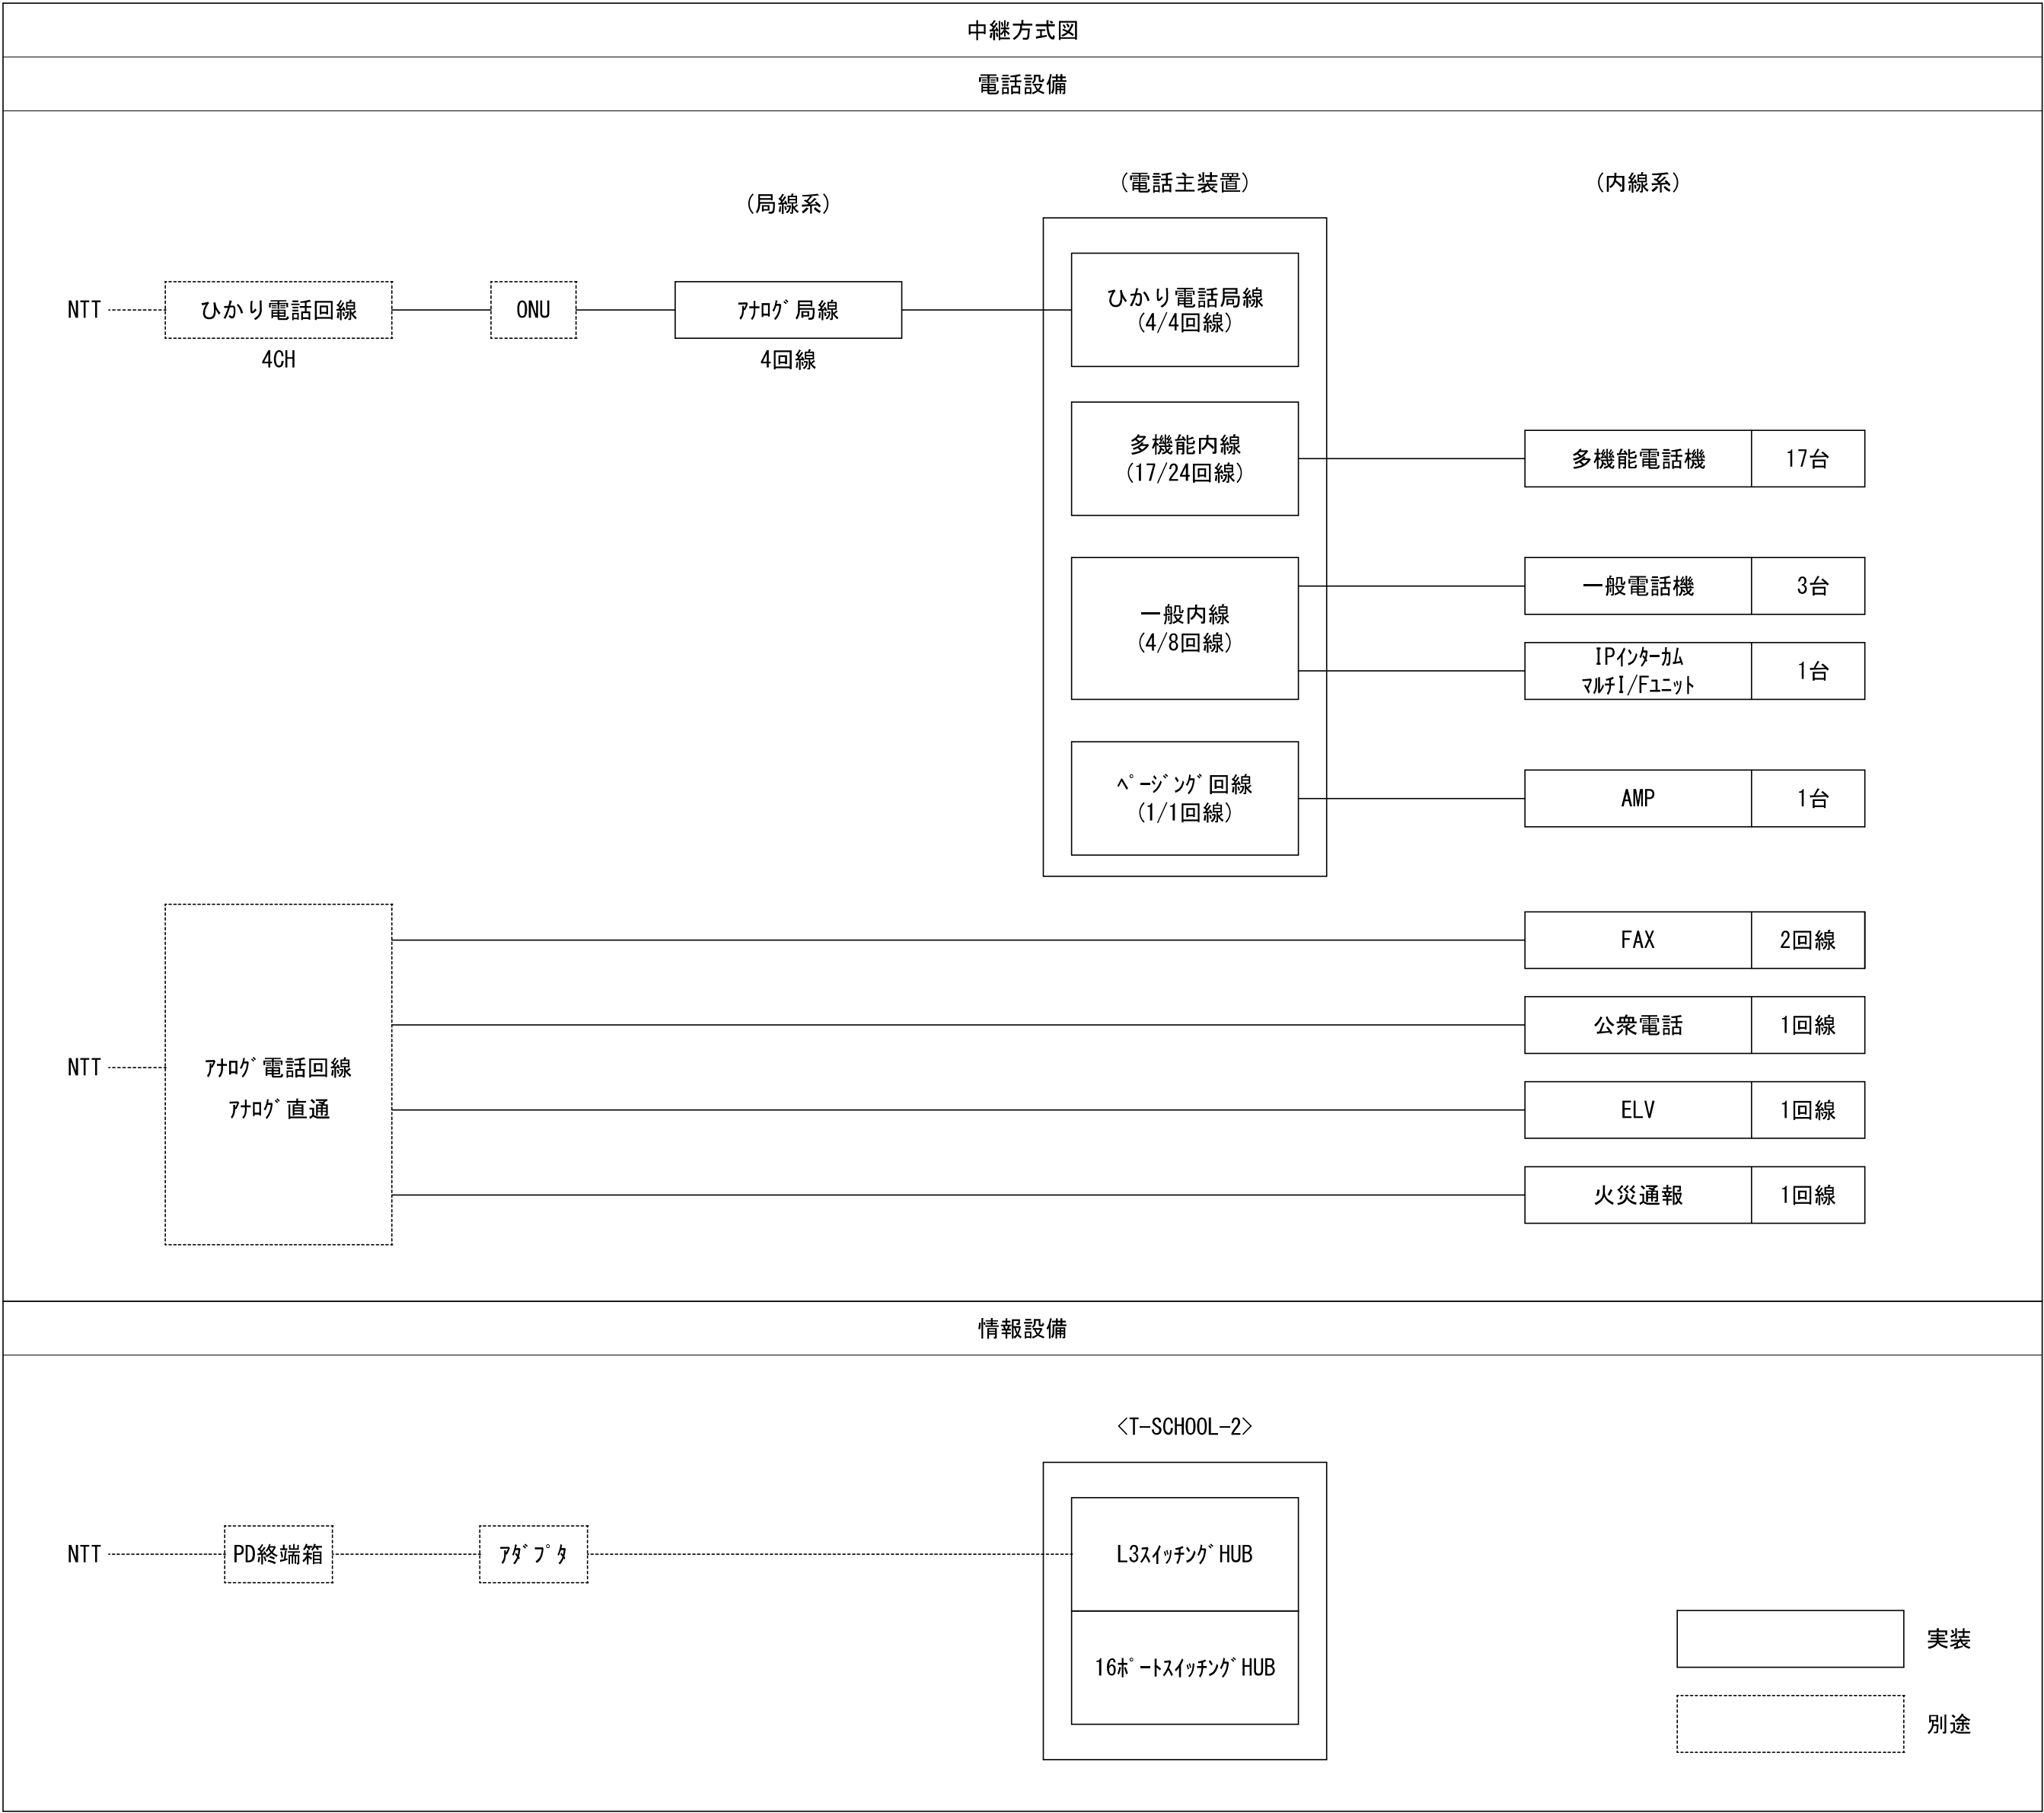 中継方式図
電話設備
(局線系)
(電話主装置)
(内線系)
NTT
ひかり電話回線
4CH
ONU
ｱﾅﾛｸﾞ局線
4回線
ひかり電話局線
(4/4回線)
多機能内線
(17/24回線)
多機能電話機
17台
一般内線
(4/8回線)
一般電話機
3台
IPｲﾝﾀｰｶﾑ
ﾏﾙﾁI/Fﾕﾆｯﾄ
1台
ﾍﾟｰｼﾞﾝｸﾞ回線
(1/1回線)
AMP
1台
NTT
ｱﾅﾛｸﾞ電話回線
ｱﾅﾛｸﾞ直通
FAX
2回線
公衆電話
1回線
ELV
1回線
火災通報
1回線
情報設備
<T-SCHOOL-2>
NTT
PD終端箱
ｱﾀﾞﾌﾟﾀ
L3ｽｲｯﾁﾝｸﾞHUB
16ﾎﾟｰﾄｽｲｯﾁﾝｸﾞHUB
実装
別途